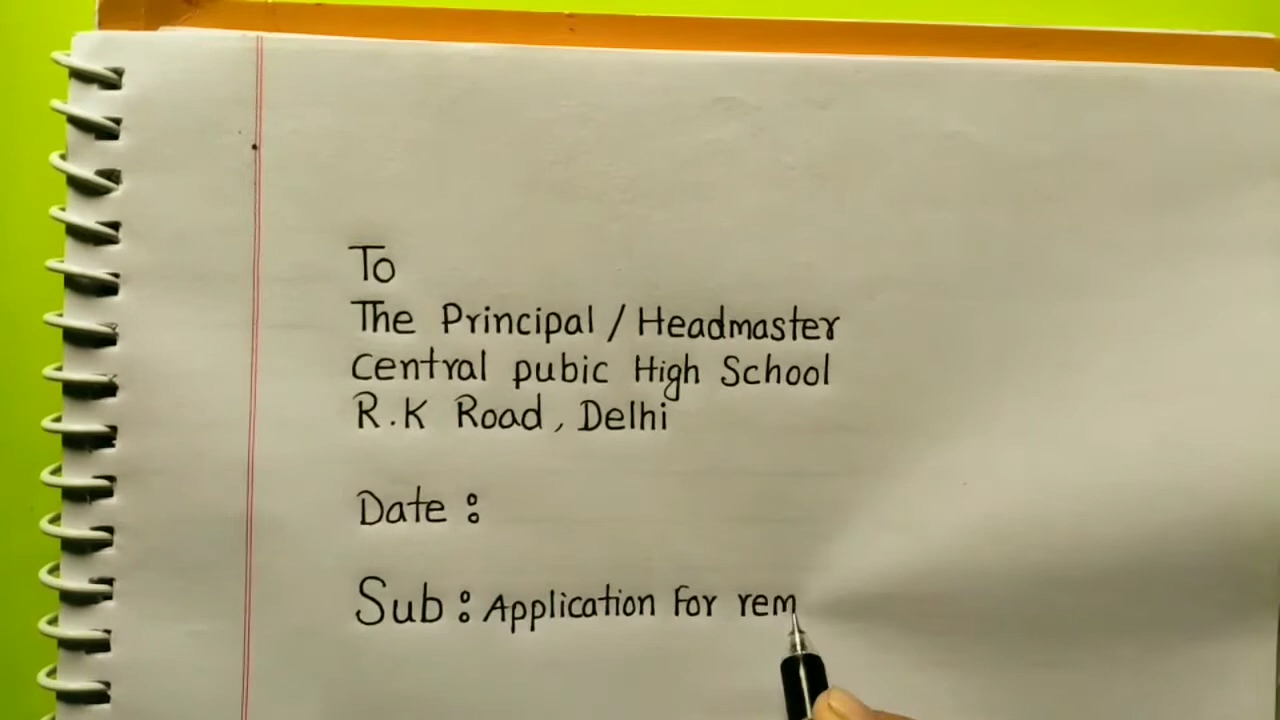 To
The Principal / Headmaster
Central pubic High School
R.K Road, Delhi
Date :
Sub : Application For rem